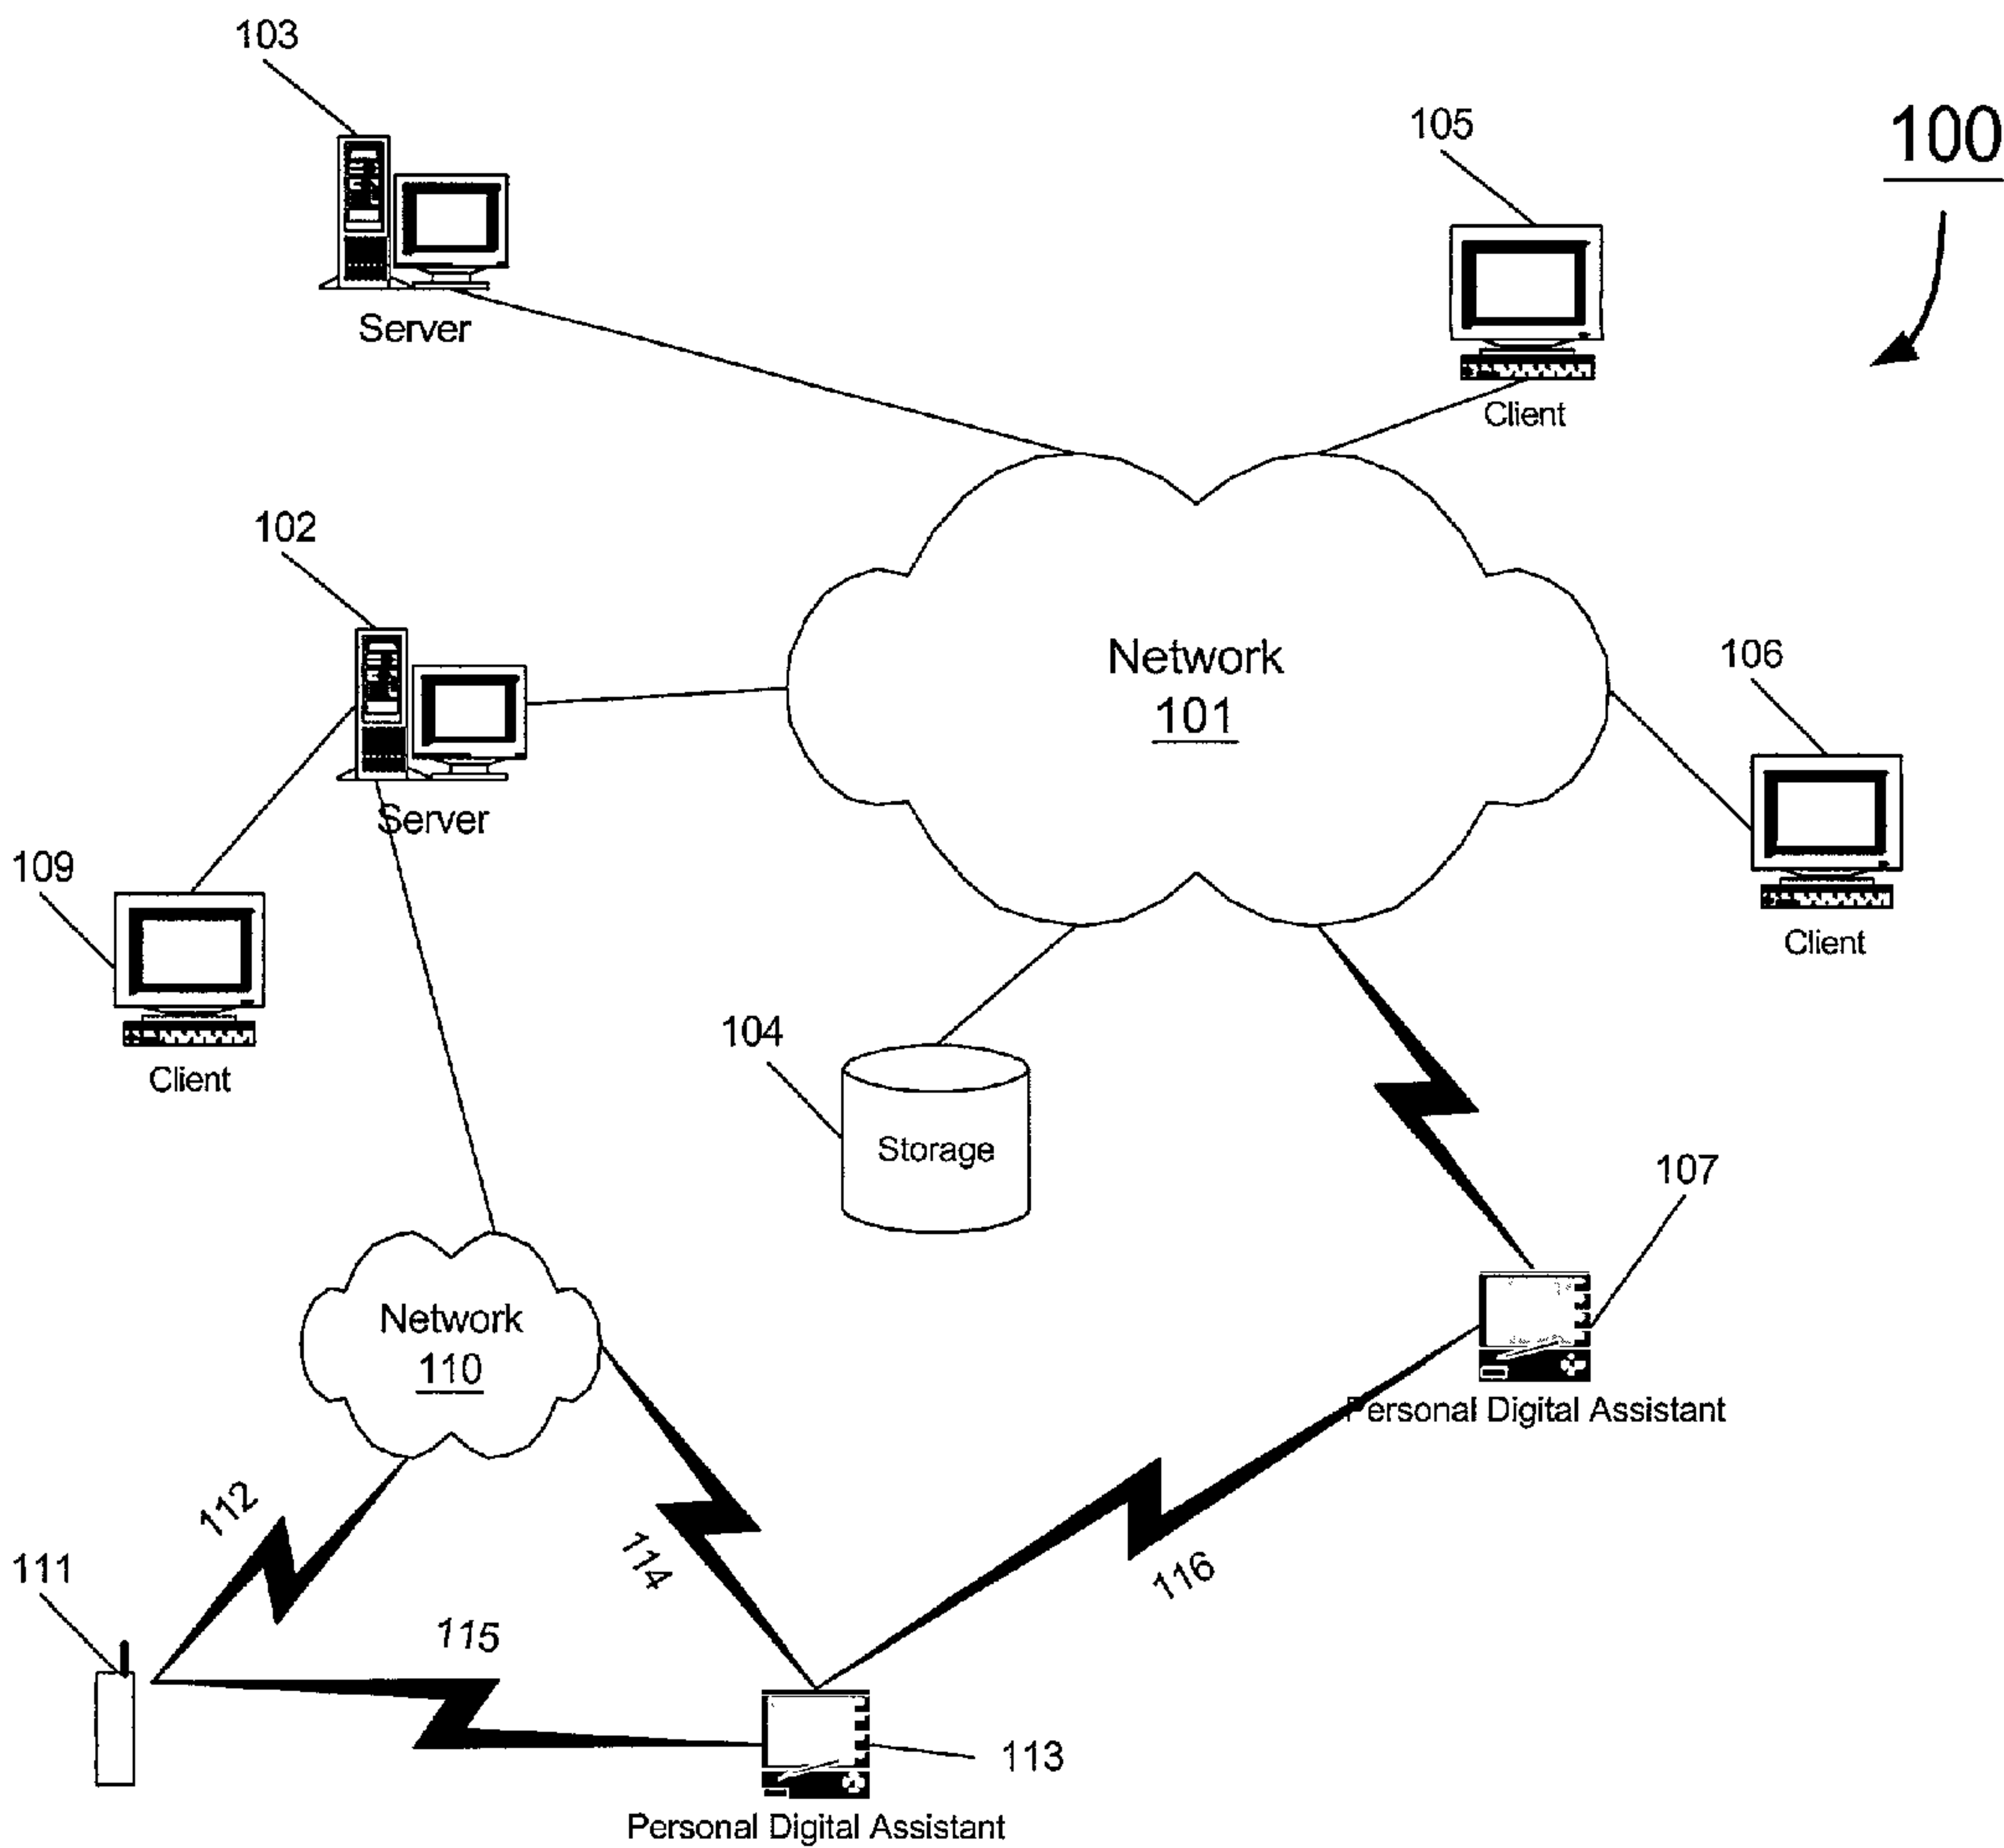 103
105
100
Server
Client
102
Network
101
106
Server
109
Client
Client
104
Storage
107
Network
110
Personal Digital Assistant
112
114
116
111
115
113
Personal Digital Assistant